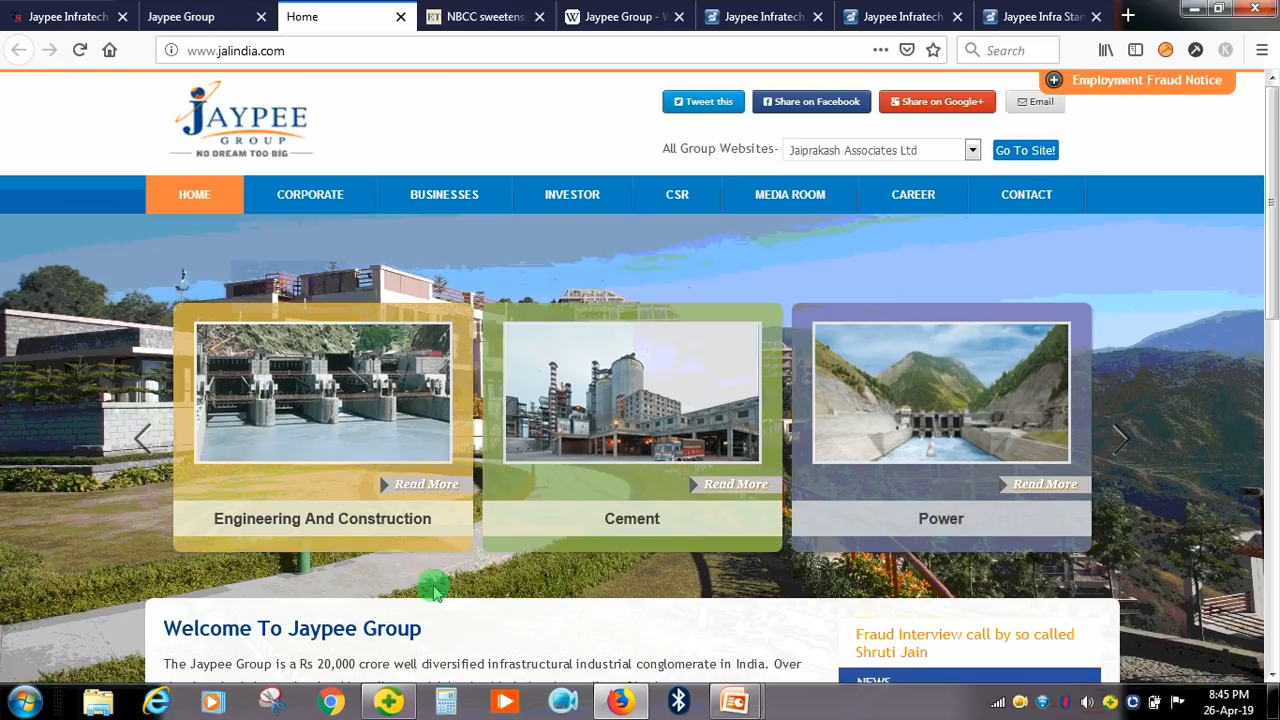 Jaypee Infratech
Jaypee Group
Home
NBCC sweetens
Jaypee Group -
Jaypee Infratech
Jaypee Infratech
Jaypee Infra Stan
www.jalindia.com
Search
Employment Fraud Notice
JAYPEE
GROUP
NO DREAM TOO BIG
Tweet this
Share on Facebook
Share on Google+
Email
All Group Websites-
Jaiprakash Associates Ltd
Go To Site!
HOME
CORPORATE
BUSINESSES
INVESTOR
CSR
MEDIA ROOM
CAREER
CONTACT
Read More
Read More
Read More
Engineering And Construction
Cement
Power
Welcome To Jaypee Group
The Jaypee Group is a Rs 20,000 crore well diversified infrastructural industrial conglomerate in India. Over
Fraud Interview call by so called
Shruti Jain
NEWS
8:45 PM
26-Apr-19